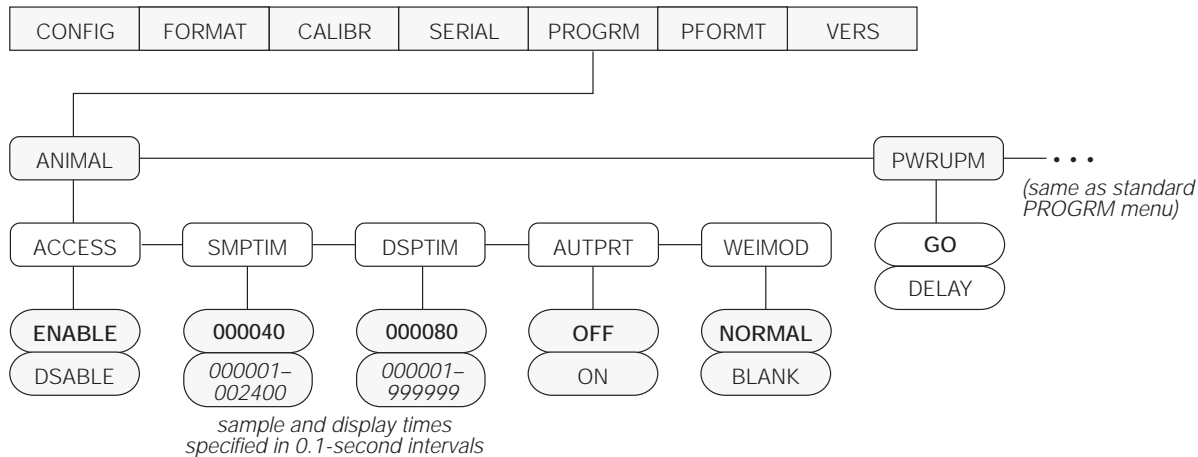 CONFIG FORMAT CALIBR SERIAL PROGRM PFORMT VERS
ANIMAL PWRUPM • • •
(same as standard
PROGRM menu)
ACCESS SMPTIM DSPTIM AUTPRT WEIMOD
GO
DELAY
ENABLE 000040 000080 OFF NORMAL
DSABLE 000001– 000001– ON BLANK
002400 999999
sample and display times
specified in 0.1-second intervals